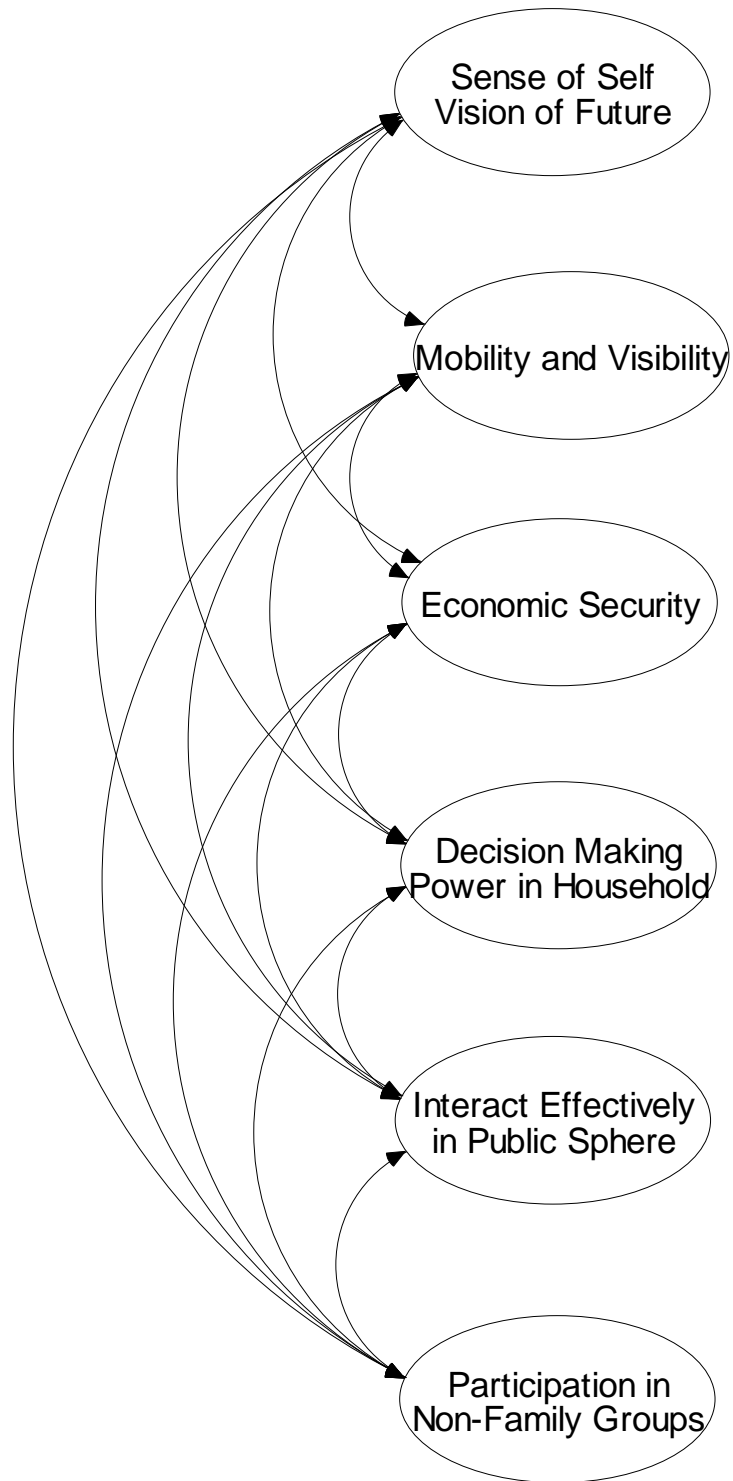 Sense of Self
Vision of Future
Mobility and Visibility
Economic Security
Decision Making
Power in Household
Interact Effectively
in Public Sphere
Participation in
Non-Family Groups